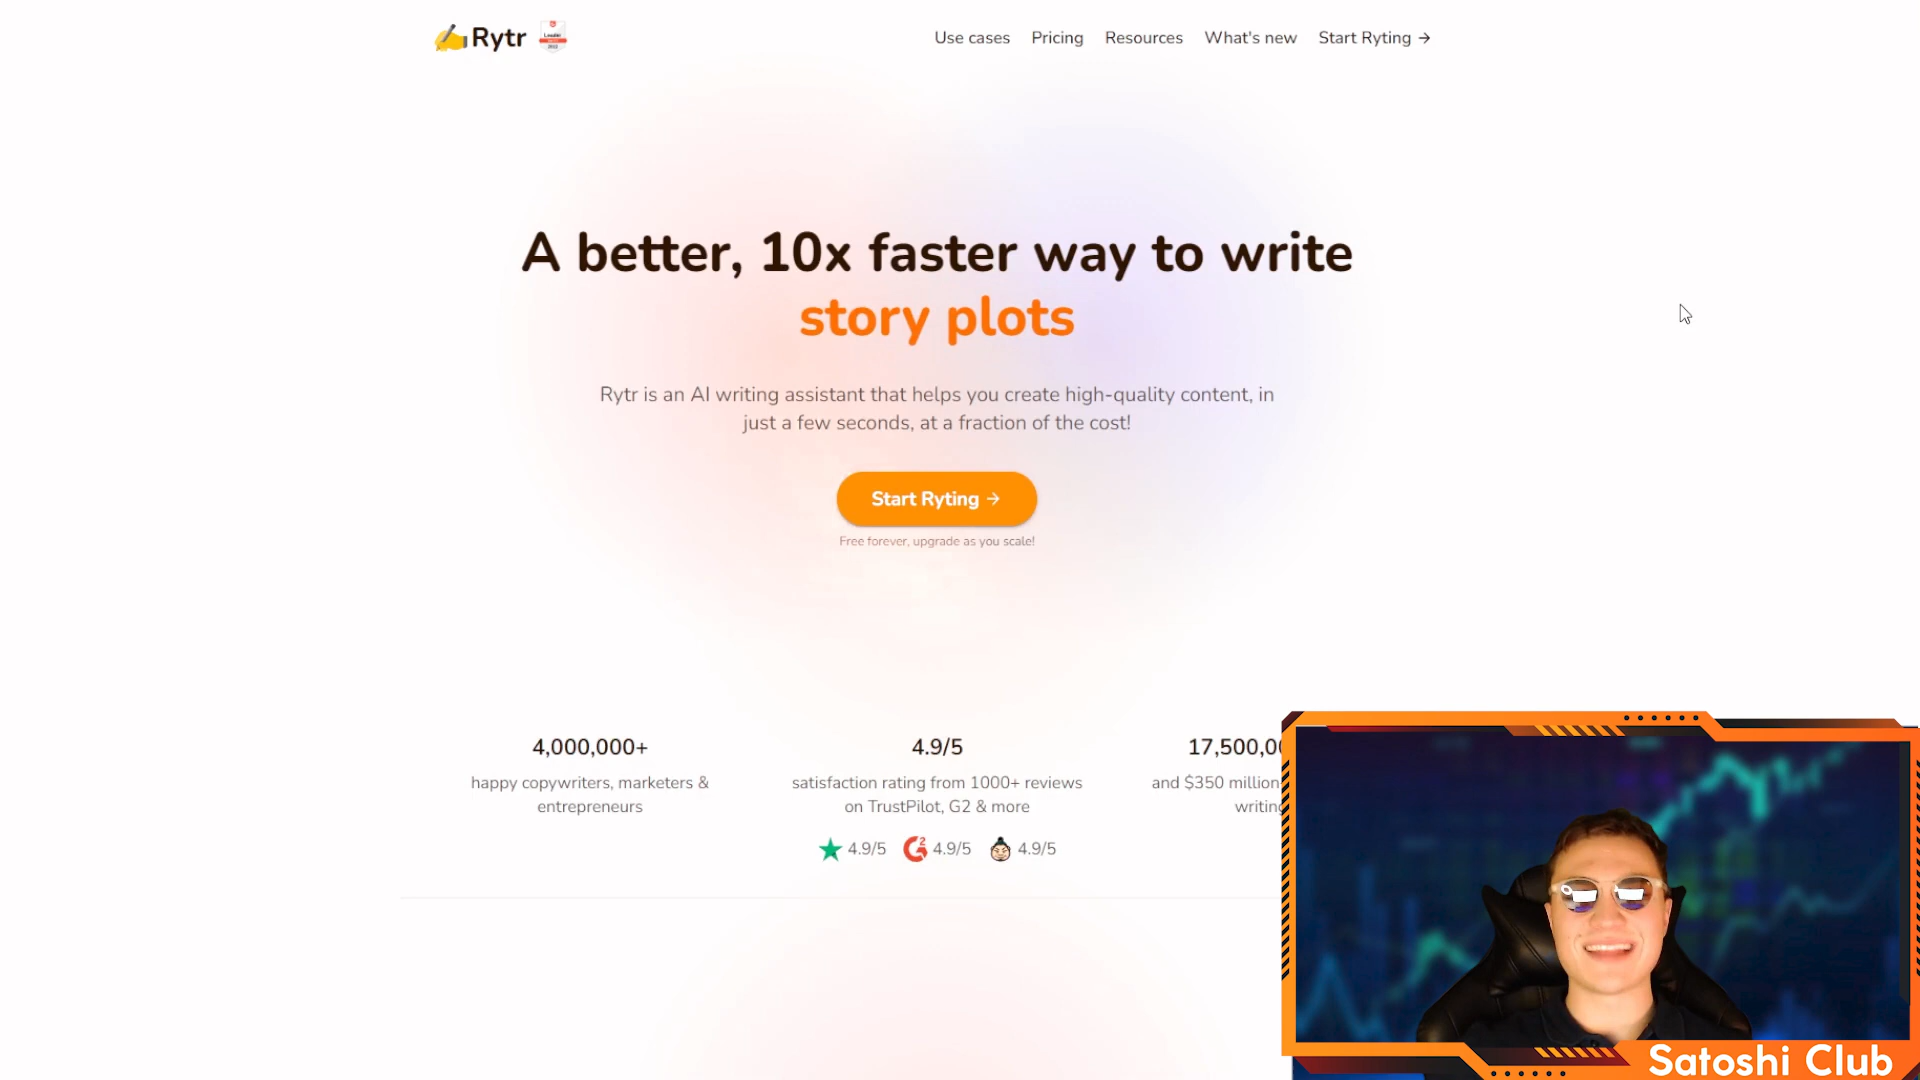 Rytr
Use cases
Pricing
Resources
What's new
Start Ryting →
A better, 10x faster way to write
story plots
Rytr is an AI writing assistant that helps you create high-quality content, in
just a few seconds, at a fraction of the cost!
Start Ryting →
Free forever, upgrade as you scale!
4,000,000+
happy copywriters, marketers &
entrepreneurs
4.9/5
satisfaction rating from 1000+ reviews
on TrustPilot, G2 & more
4.9/5
4.9/5
4.9/5
and $350 million
Satoshi Club